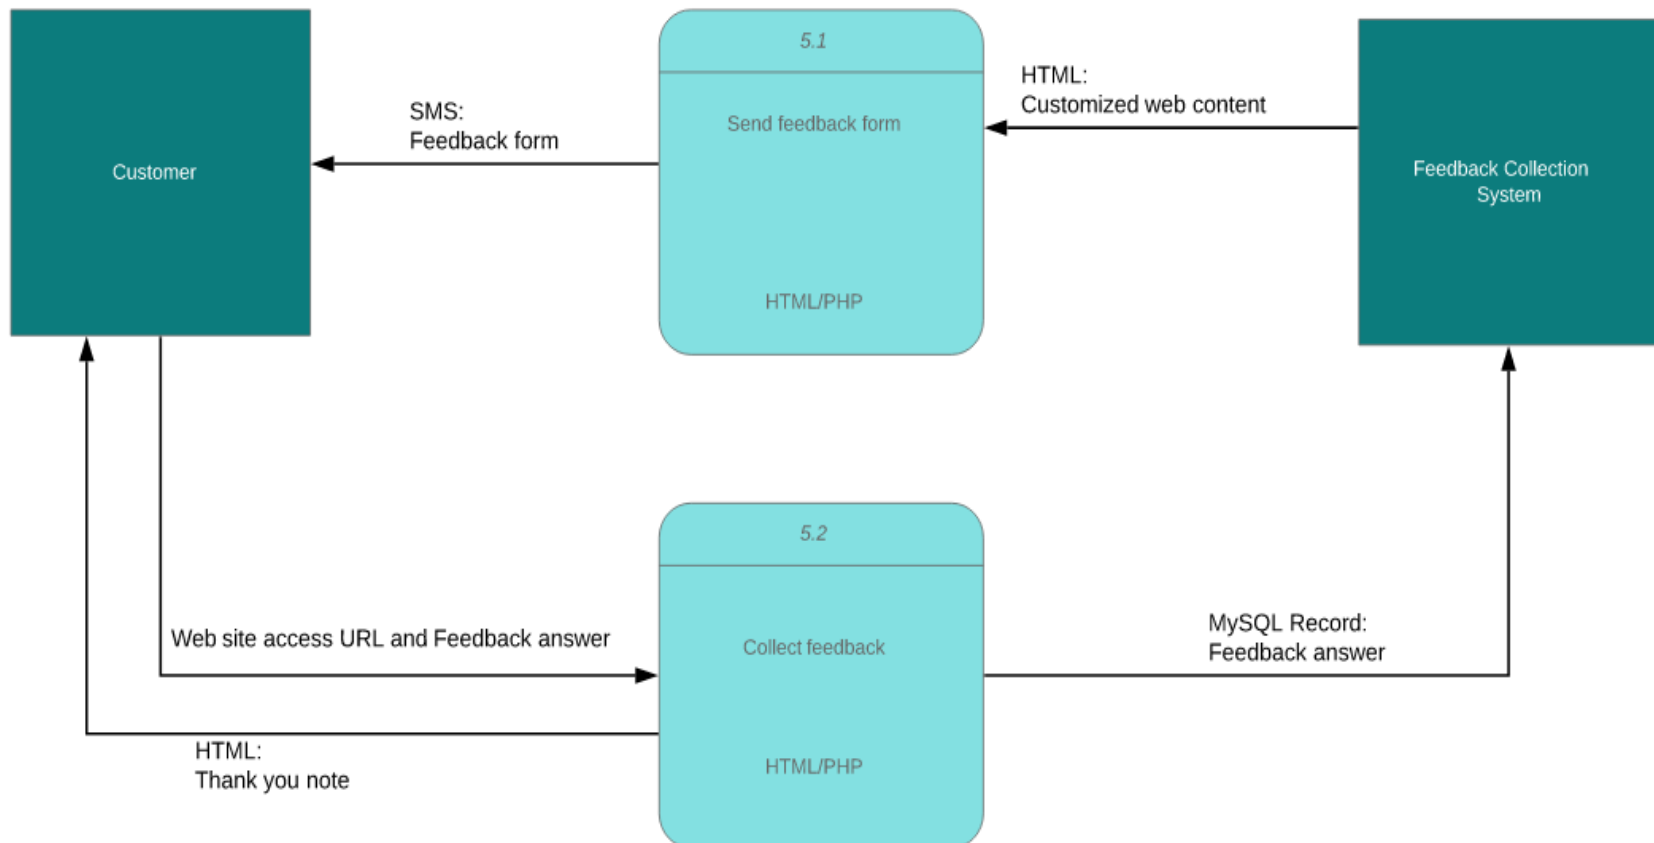 5.1
HTML:
Customized web content
SMS:
Feedback form
Send feedback form
Customer
Feedback Collection
System
HTML/PHP
5.2
Web site access URL and Feedback answer
Collect feedback
MySQL Record:
Feedback answer
HTML:
Thank you note
HTML/PHP